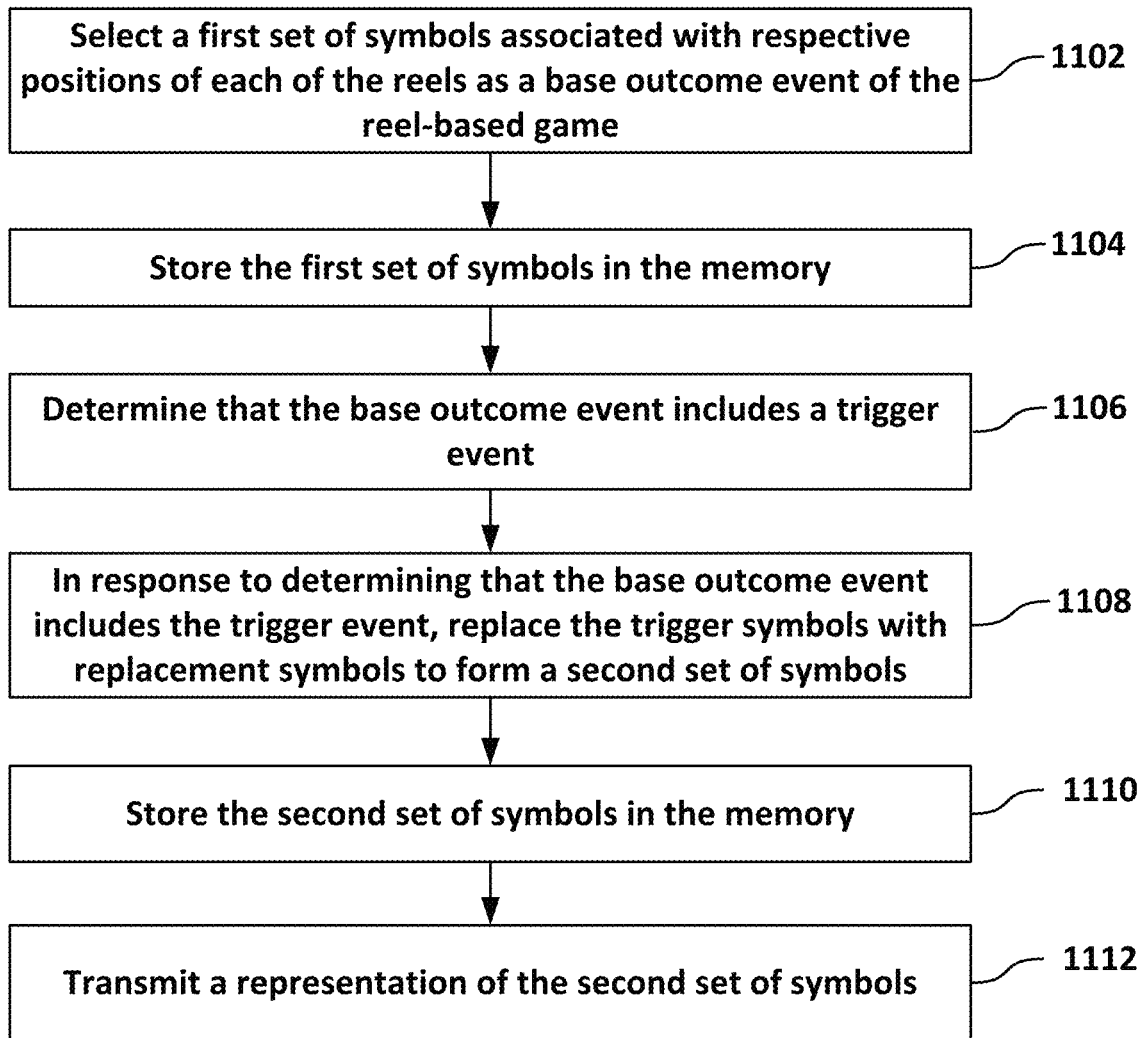 Select a first set of symbols associated with respective
positions of each of the reels as a base outcome event of the
reel-based game
1102
Store the first set of symbols in the memory
1104
Determine that the base outcome event includes a trigger
event
1106
In response to determining that the base outcome event
includes the trigger event, replace the trigger symbols with
replacement symbols to form a second set of symbols
1108
Store the second set of symbols in the memory
1110
Transmit a representation of the second set of symbols
1112